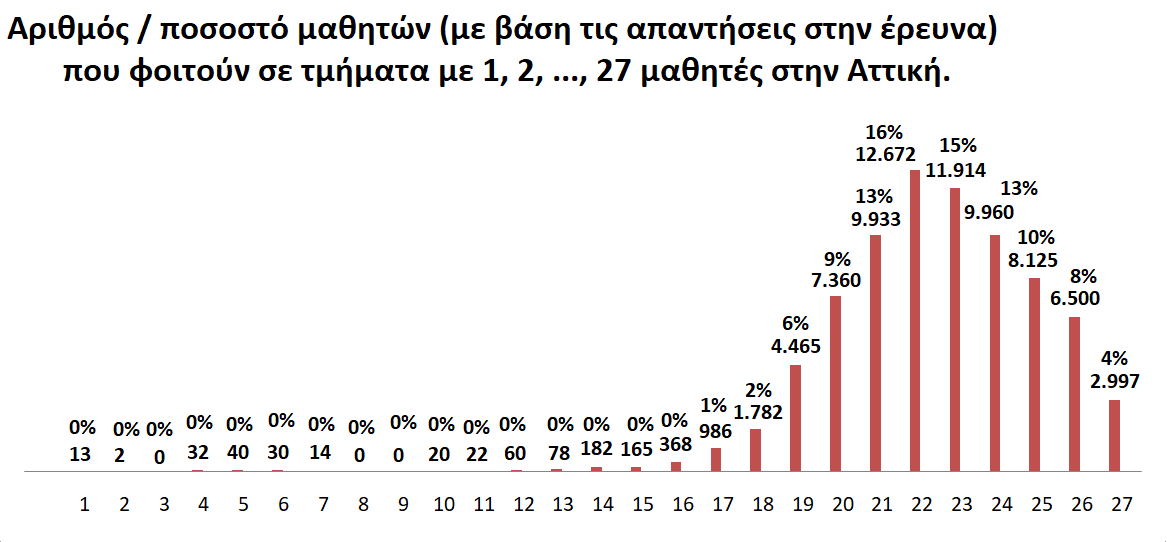 Αριθμός / ποσοστό μαθητών (με βάση τις απαντήσεις στην έρευνα)
που φοιτούν σε τμήματα με 1, 2, ..., 27 μαθητές στην Αττική.
0% 0% 0% 0% 0% 0% 0% 0% 0% 0% 0% 0% 0% 0% 0% 0% 1% 2% 6% 9% 13% 16% 15% 13% 10% 8% 4%
13 2 0 32 40 30 14 0 0 20 22 60 78 182 165 368 986 1.782 4.465 7.360 9.933 12.672 11.914 9.960 8.125 6.500 2.997
1 2 3 4 5 6 7 8 9 10 11 12 13 14 15 16 17 18 19 20 21 22 23 24 25 26 27